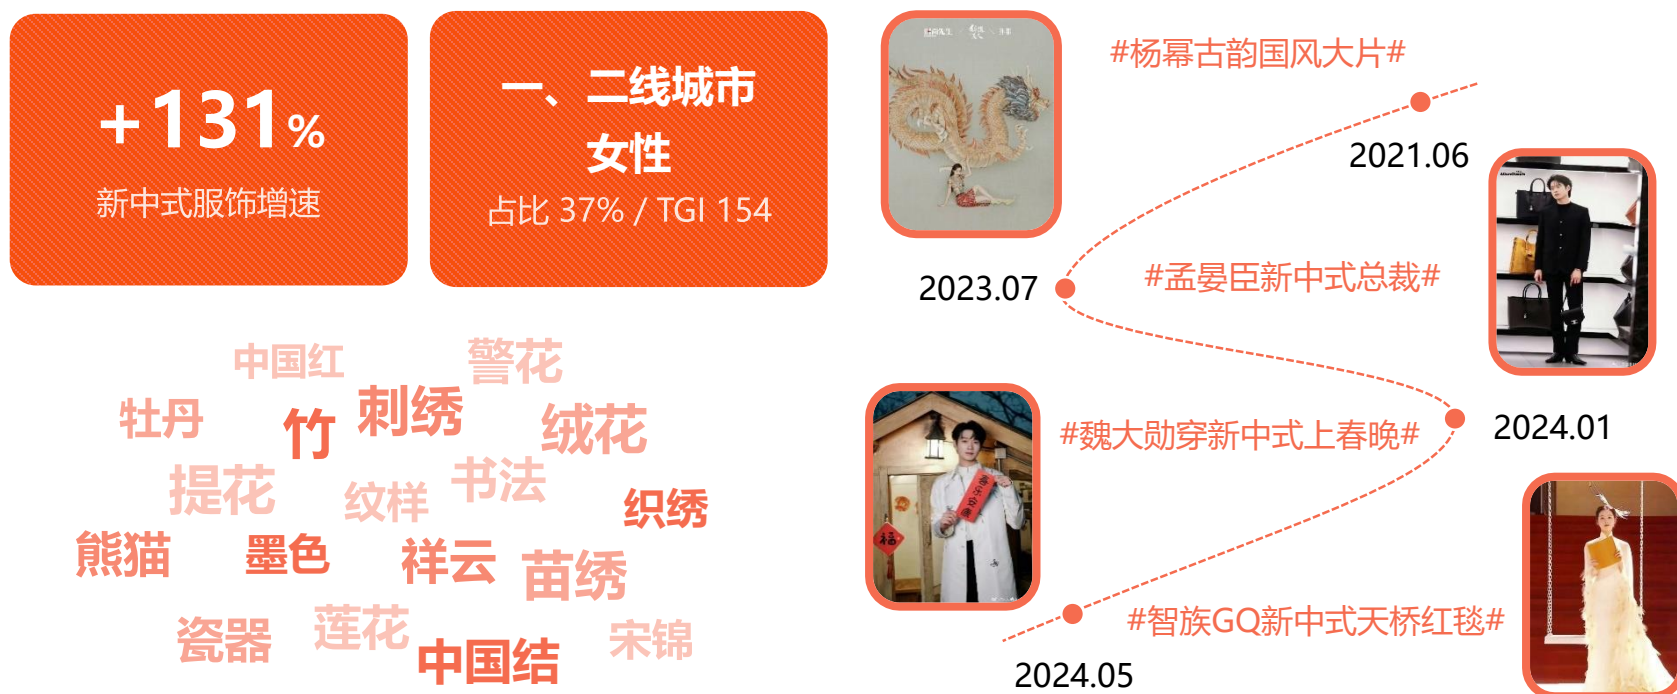 +131%
新中式服饰增速
一、二线城市
女性
占比 37% / TGI 154
中国红
警花
牡丹
竹
刺绣
绒花
提花
纹样
书法
织绣
熊猫
墨色
祥云
苗绣
瓷器
莲花
中国结
宋锦
#杨幂古韵国风大片#
2021.06
2023.07
#孟晏臣新中式总裁#
#魏大勋穿新中式上春晚#
2024.01
福
#智族GQ新中式天桥红毯#
2024.05